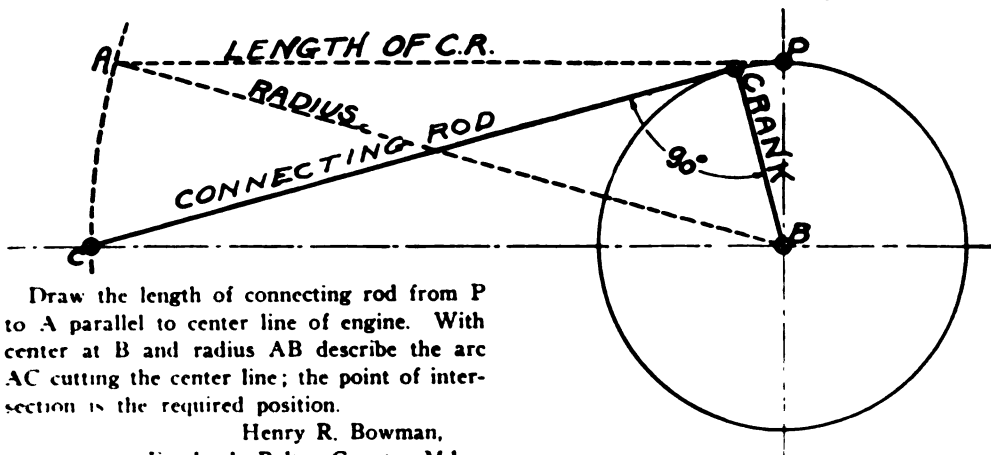 LENGTH OF C.R.
P
A
RADIUS
CRANK
CONNECTING ROD
90°
B
C
Draw the length of connecting rod from P
to A parallel to center line of engine. With
center at B and radius AB describe the arc
AC cutting the center line; the point of inter-
section is the required position.
Henry R. Bowman,